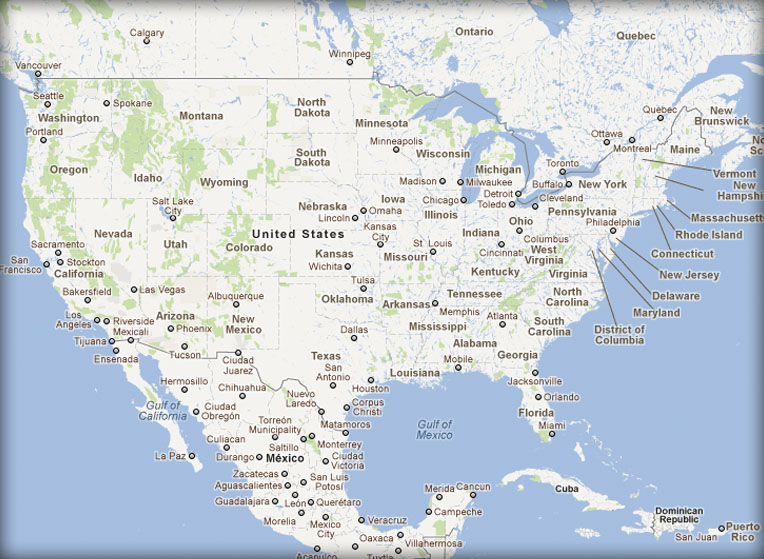 Calgary
Ontario
Quebec
Winnipeg
Vancouver
Seattle
Spokane
Washington
Montana
North
Dakota
Minnesota
Quebec
New
Brunswick
Portland
Minneapolis
Ottawa
Montreal
Maine
Oregon
Idaho
South
Dakota
Wisconsin
Michigan
Toronto
Vermont
Wyoming
Madison
Milwaukee
Detroit
Buffalo
New York
New
Hampshire
Salt Lake
City
Nebraska
Iowa
Omaha
Chicago
Toledo
Cleveland
Massachusetts
Lincoln
Illinois
Indiana
Ohio
Pennsylvania
Philadelphia
Rhode Island
Nevada
Utah
Colorado
United States
Kansas
City
Columbus
Connecticut
Sacramento
San
Francisco
Stockton
California
Kansas
St. Louis
Missouri
Cincinnati
West
Virginia
Wichita
Kentucky
Virginia
New Jersey
Bakersfield
Las Vegas
Albuquerque
Tulsa
Tennessee
North
Carolina
Delaware
Los
Angeles
Riverside
Arizona
New
Mexico
Oklahoma
Arkansas
Memphis
Atlanta
Maryland
Mexicali
Phoenix
Dallas
Mississippi
South
Carolina
District of
Columbia
Tijuana
Ensenada
Tucson
Ciudad
Juarez
Texas
Alabama
Georgia
San
Antonio
Louisiana
Mobile
Hermosillo
Chihuahua
Nuevo
Laredo
Houston
Jacksonville
Gulf of
California
Ciudad
Obregón
Corpus
Christi
Orlando
Florida
Torreón
Municipality
Matamoros
Gulf of
Mexico
Miami
Culiacan
Saltillo
Monterrey
La Paz
Durango
México
Ciudad
Victoria
Zacatecas
Aguascalientes
San Luis
Potosí
Merida
Cancun
Cuba
Guadalajara
León
Querétaro
Campeche
Dominican
Republic
Morelia
Mexico
City
Veracruz
Puerto
Rico
San Juan
Oaxaca
Villahermosa
Acapulco
Tuxtla